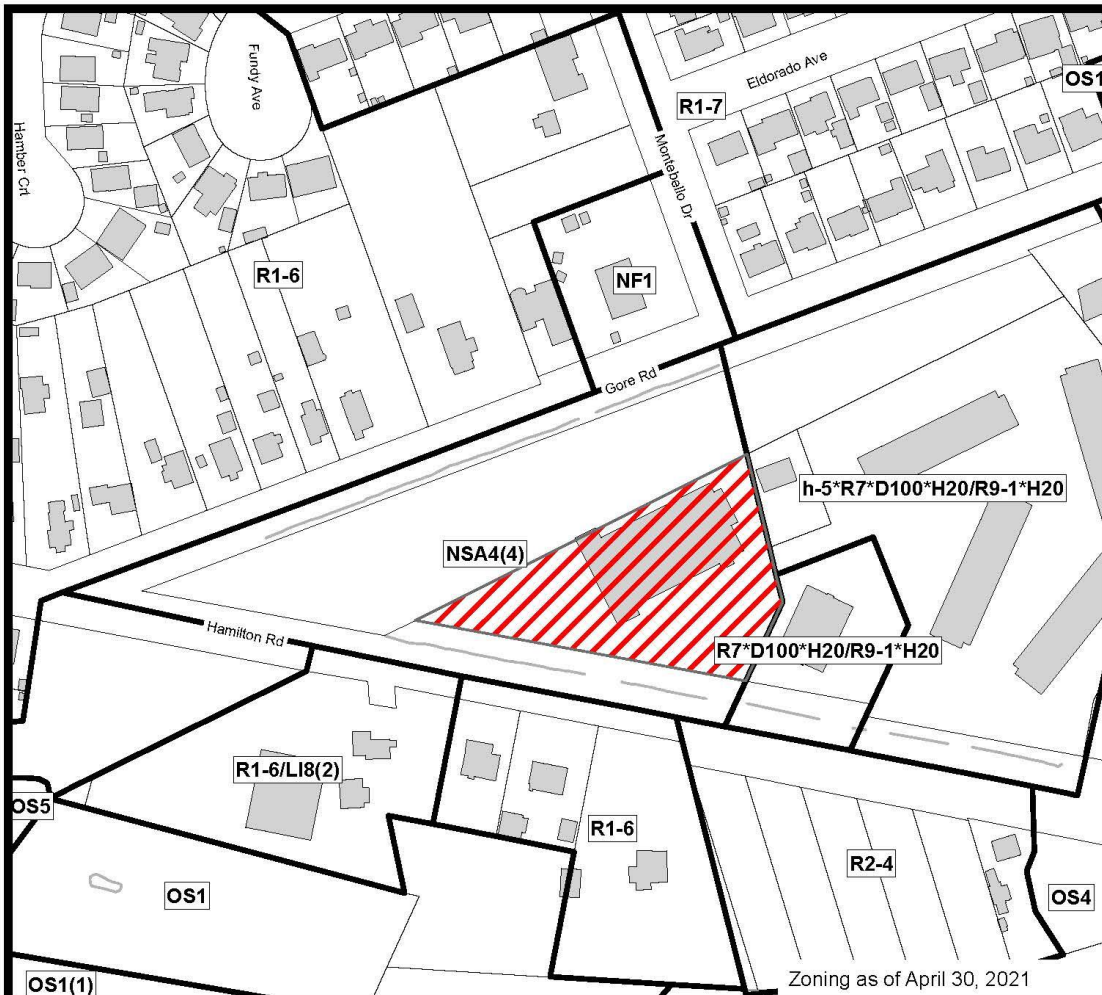 Fundy Ave
Eldorado Ave
OS1
R1-7
Hamber Crt
Montebello Dr
R1-6
NF1
Gore Rd
h-5*R7*D100*H20/R9-1*H20
NSA4(4)
Hamilton Rd
R7*D100*H20/R9-1*H20
R1-6/LI8(2)
OS5
R1-6
R2-4
OS1
OS4
OS1(1)
Zoning as of April 30, 2021